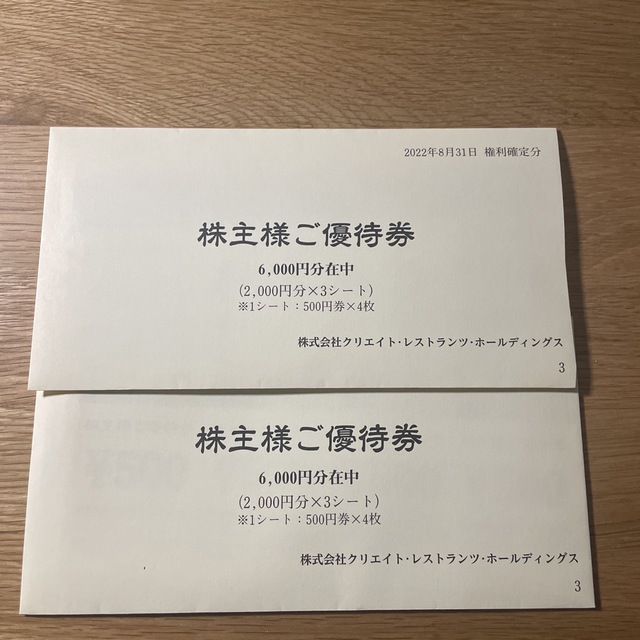 2022年8月31日 権利確定分
株主様ご優待券
6,000円分在中
(2,000円分×3シート)
※1シート：500円券×4枚
株式会社クリエイト・レストランツ・ホールディングス
3
株主様ご優待券
6,000円分在中
(2,000円分×3シート)
※1シート：500円券×4枚
株式会社クリエイト・レストランツ・ホールディングス
3